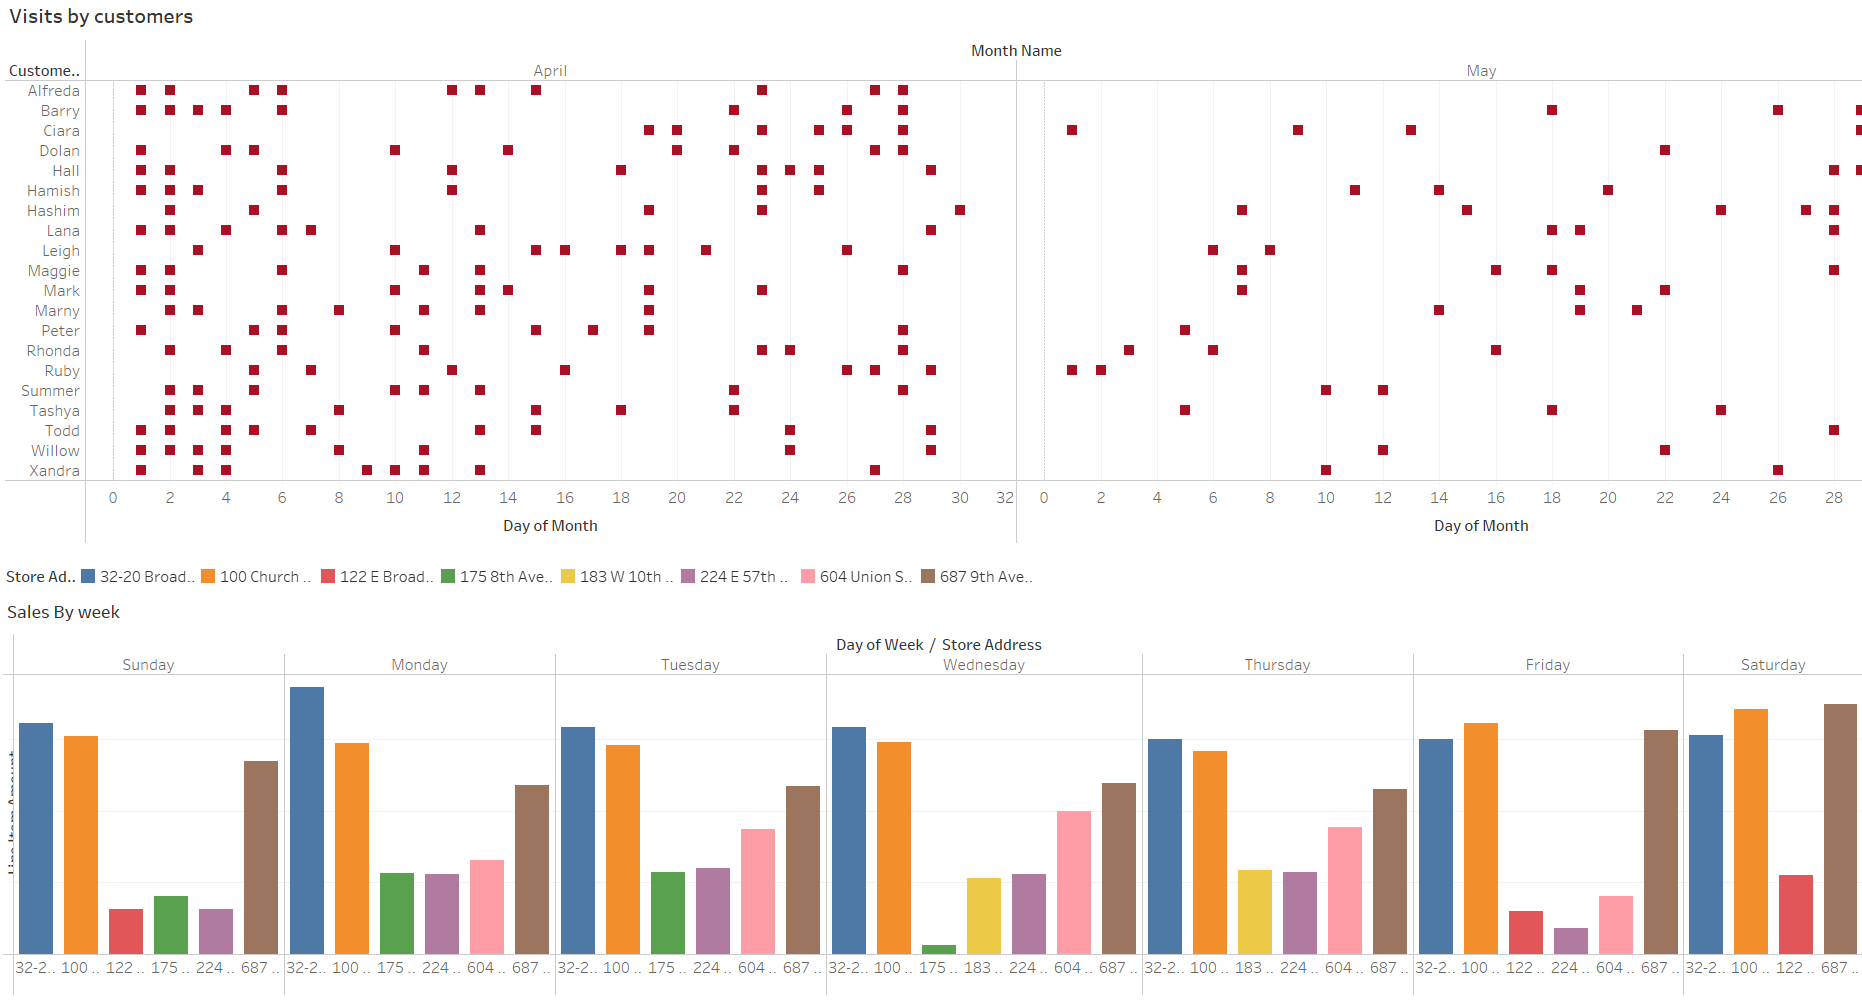 Visits by customers
Month Name
Custome..
April
May
Alfreda
Barry
Ciara
Dolan
Hall
Hamish
Hashim
Lana
Leigh
Maggie
Mark
Marny
Peter
Rhonda
Ruby
Summer
Tashya
Todd
Willow
Xandra
0 2 4 6 8 10 12 14 16 18 20 22 24 26 28 30 32 0 2 4 6 8 10 12 14 16 18 20 22 24 26 28
Day of Month
Day of Month
Store Ad.. 32-20 Broad.. 100 Church .. 122 E Broad.. 175 8th Ave.. 183 W 10th .. 224 E 57th .. 604 Union S.. 687 9th Ave..
Sales By week
Day of Week / Store Address
Sunday Monday Tuesday Wednesday Thursday Friday Saturday
32-2.. 100 .. 122 .. 175 .. 224 .. 687 .. 32-2.. 100 .. 175 .. 224 .. 604 .. 687 .. 32-2.. 100 .. 175 .. 224 .. 604 .. 687 .. 32-2.. 100 .. 175 .. 183 .. 224 .. 604 .. 687 .. 32-2.. 100 .. 183 .. 224 .. 604 .. 687 .. 32-2.. 100 .. 122 .. 224 .. 604 .. 687 .. 32-2.. 100 .. 122 .. 687 ..